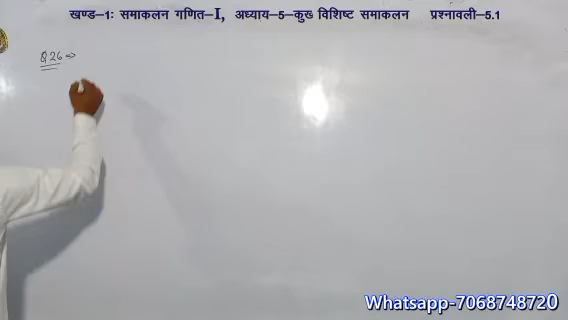 खण्ड–1: समाकलन गणित–I, अध्याय–5–कुछ विशिष्ट समाकलन प्रश्नावली–5.1
Q26 ⇒
Whatsapp-7068748720